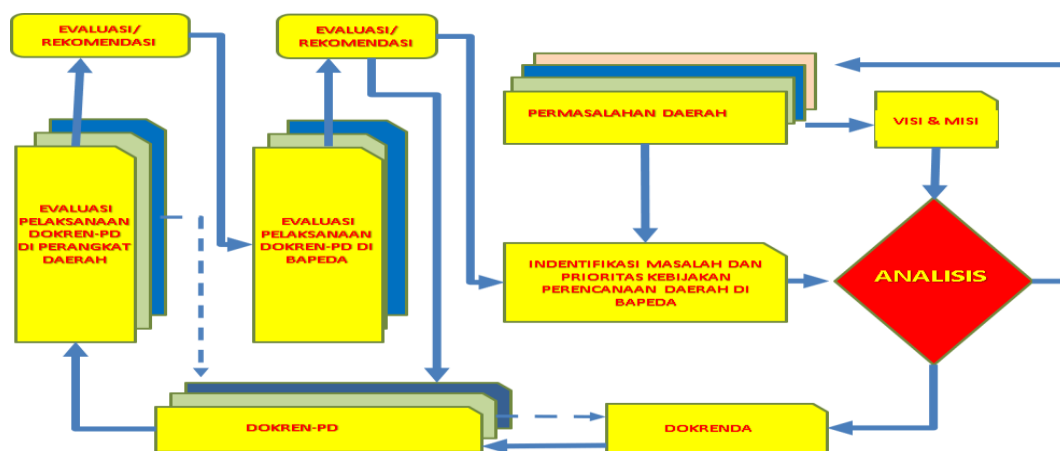 EVALUASI/
REKOMENDASI
EVALUASI/
REKOMENDASI
PERMASALAHAN DAERAH
VISI & MISI
EVALUASI
PELAKSANAAN
DOKREN-PD
DI PERANGKAT
DAERAH
EVALUASI
PELAKSANAAN
DOKREN-PD DI
BAPEDA
INDENTIFIKASI MASALAH DAN
PRIORITAS KEBIJAKAN
PERENCANAAN DAERAH DI
BAPEDA
ANALISIS
DOKREN-PD
DOKRENDA